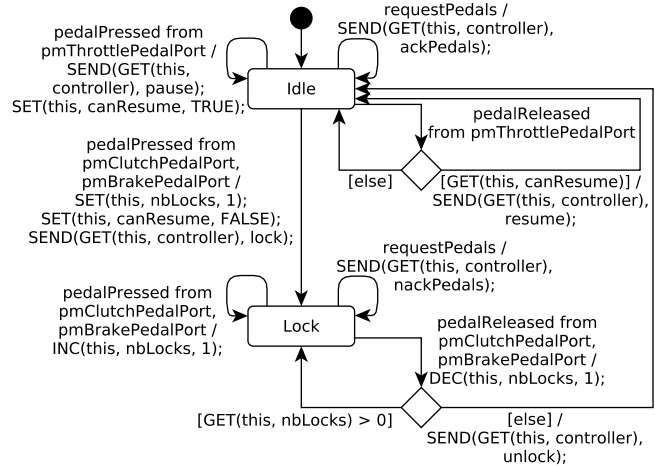 pedalPressed from
pmThrottlePedalPort /
SEND(GET(this,
controller), pause);
SET(this, canResume, TRUE);
requestPedals /
SEND(GET(this, controller),
ackPedals);
Idle
pedalReleased
from pmThrottlePedalPort
[else]
[GET(this, canResume)] /
SEND(GET(this, controller),
resume);
pedalPressed from
pmClutchPedalPort,
pmBrakePedalPort /
SET(this, nbLocks, 1);
SET(this, canResume, FALSE);
SEND(GET(this, controller), lock);
requestPedals /
SEND(GET(this, controller),
nackPedals);
pedalPressed from
pmClutchPedalPort,
pmBrakePedalPort /
INC(this, nbLocks, 1);
Lock
pedalReleased from
pmClutchPedalPort,
pmBrakePedalPort /
DEC(this, nbLocks, 1);
[GET(this, nbLocks) > 0]
[else] /
SEND(GET(this, controller),
unlock);